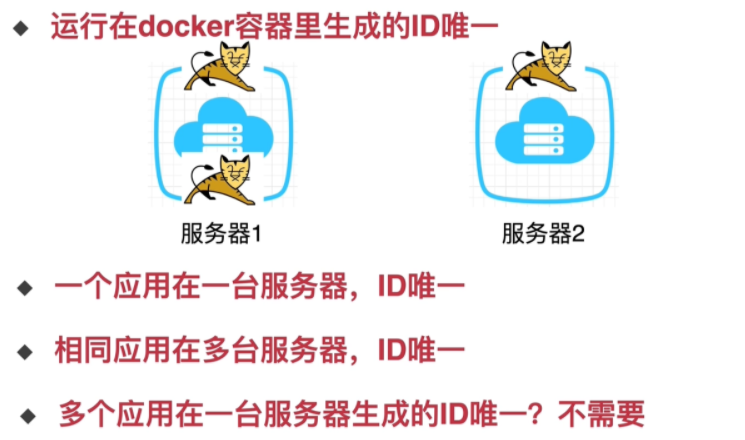 运行在docker容器里生成的ID唯一
服务器1
服务器2
一个应用在一台服务器，ID唯一
相同应用在多台服务器，ID唯一
多个应用在一台服务器生成的ID唯一？不需要